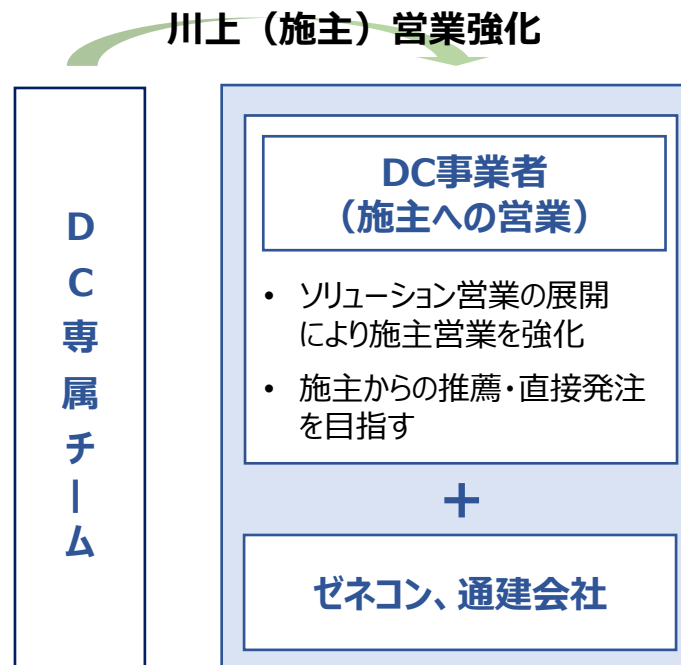 川上（施主）営業強化
DC専属チーム
DC事業者
（施主への営業）
• ソリューション営業の展開
により施主営業を強化
• 施主からの推薦・直接発注
を目指す
＋
ゼネコン、通建会社